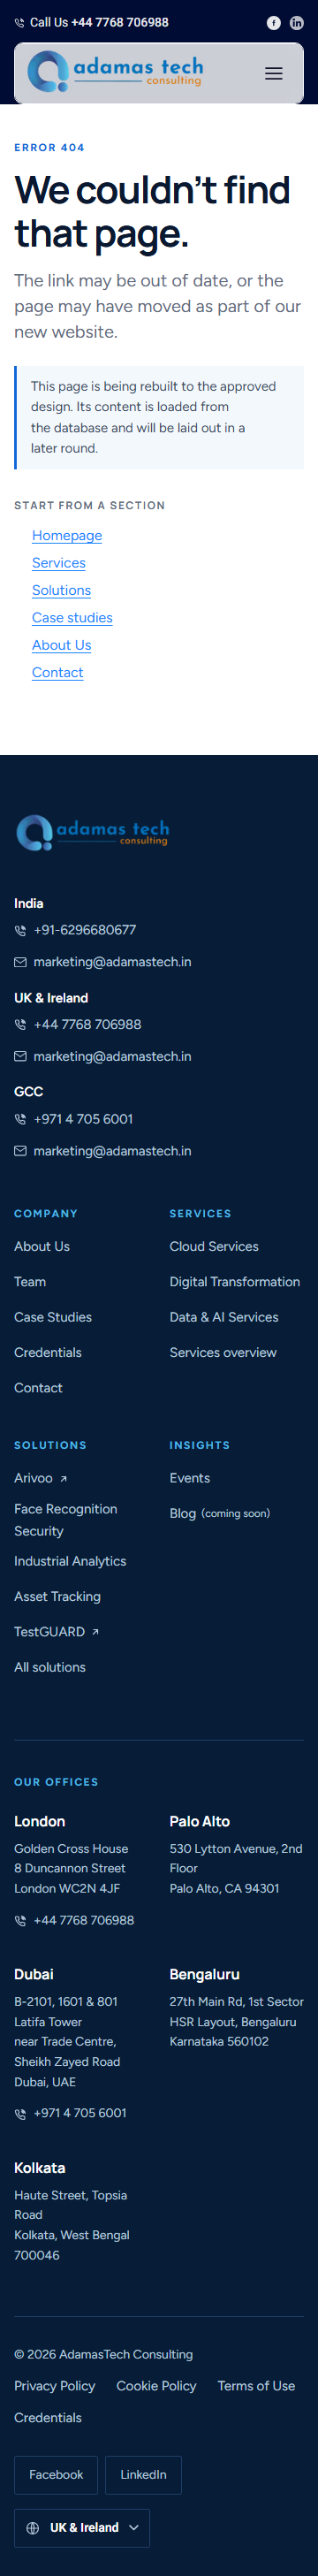 Call Us +44 7768 706988
adamas tech
consulting
ERROR 404
We couldn't find
that page.
The link may be out of date, or the
page may have moved as part of our
new website.
This page is being rebuilt to the approved
design. Its content is loaded from
the database and will be laid out in a
later round.
START FROM A SECTION
Homepage
Services
Solutions
Case studies
About Us
Contact
adamas tech
consulting
India
+91-6296680677
marketing@adamastech.in
UK & Ireland
+44 7768 706988
marketing@adamastech.in
GCC
+971 4 705 6001
marketing@adamastech.in
COMPANY
About Us
Team
Case Studies
Credentials
Contact
SERVICES
Cloud Services
Digital Transformation
Data & AI Services
Services overview
SOLUTIONS
Arivoo
Face Recognition
Security
Industrial Analytics
Asset Tracking
TestGUARD
All solutions
INSIGHTS
Events
Blog (coming soon)
OUR OFFICES
London
Golden Cross House
8 Duncannon Street
London WC2N 4JF
+44 7768 706988
Palo Alto
530 Lytton Avenue, 2nd
Floor
Palo Alto, CA 94301
Dubai
B-2101, 1601 & 801
Latifa Tower
near Trade Centre,
Sheikh Zayed Road
Dubai, UAE
+971 4 705 6001
Bengaluru
27th Main Rd, 1st Sector
HSR Layout, Bengaluru
Karnataka 560102
Kolkata
Haute Street, Topsia
Road
Kolkata, West Bengal
700046
© 2026 AdamasTech Consulting
Privacy Policy Cookie Policy Terms of Use
Credentials
Facebook LinkedIn
UK & Ireland